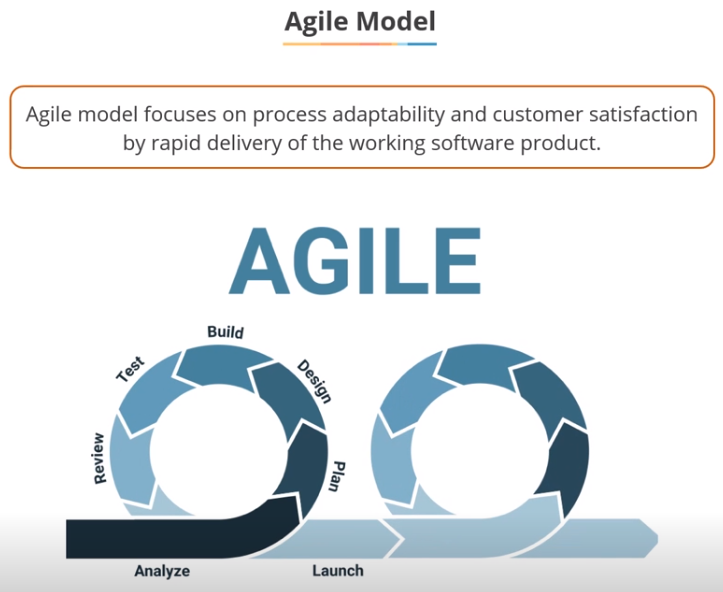 Agile Model
Agile model focuses on process adaptability and customer satisfaction
by rapid delivery of the working software product.
AGILE
Build
Test
Design
Review
Plan
Analyze
Launch